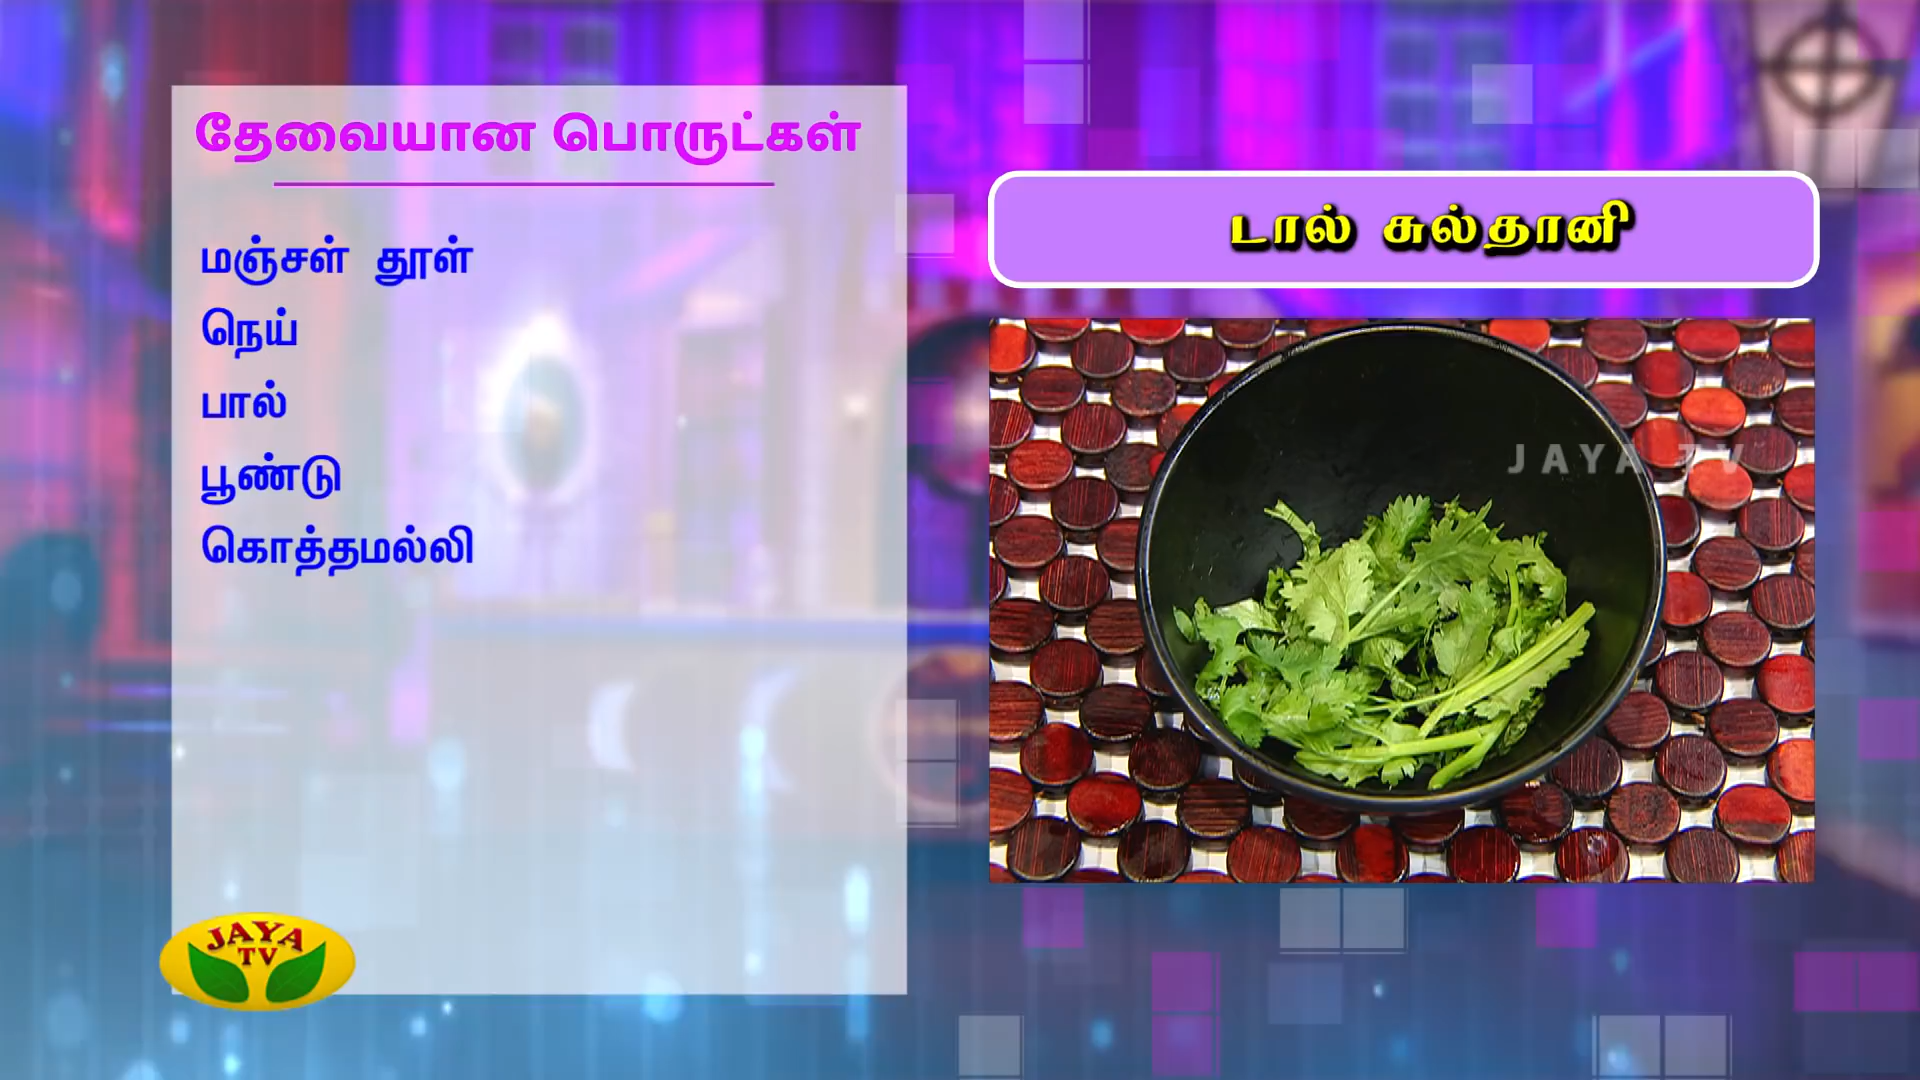 தேவையான பொருட்கள்
மஞ்சள் தூள்
நெய்
பால்
பூண்டு
கொத்தமல்லி
டால் சுல்தானி
JAYA TV
JAYA
TV